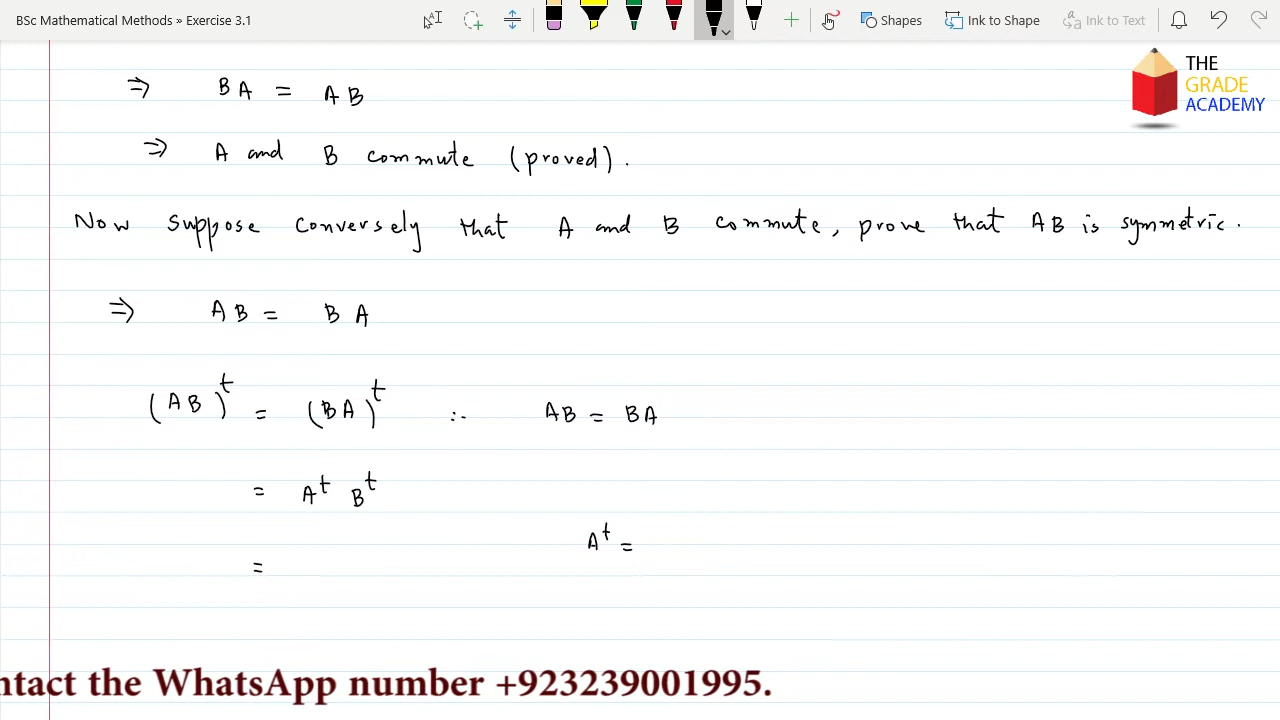 BSc Mathematical Methods » Exercise 3.1
Shapes
Ink to Shape
Ink to Text
THE
GRADE
ACADEMY
⇒ BA = AB
⇒ A and B commute (proved).
Now suppose conversely that A and B commute, prove that AB is symmetric.
⇒ AB = BA
(AB)^t = (BA)^t ∵ AB = BA
= A^t B^t
A^t =
=
ntact the WhatsApp number +923239001995.